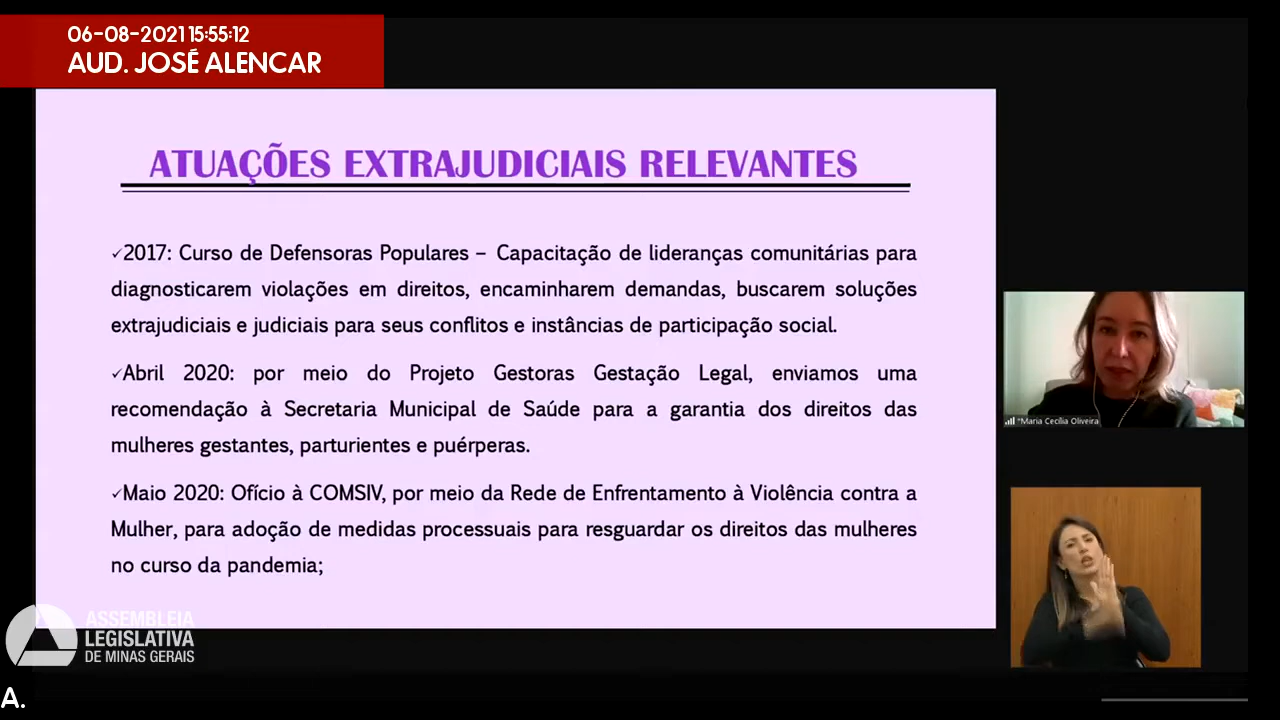 06-08-2021 15:55:12
AUD. JOSÉ ALENCAR
ATUAÇÕES EXTRAJUDICIAIS RELEVANTES
✓2017: Curso de Defensoras Populares – Capacitação de lideranças comunitárias para
diagnosticarem violações em direitos, encaminharem demandas, buscarem soluções
extrajudiciais e judiciais para seus conflitos e instâncias de participação social.
✓Abril 2020: por meio do Projeto Gestoras Gestação Legal, enviamos uma
recomendação à Secretaria Municipal de Saúde para a garantia dos direitos das
mulheres gestantes, parturientes e puérperas.
✓Maio 2020: Ofício à COMSIV, por meio da Rede de Enfrentamento à Violência contra a
Mulher, para adoção de medidas processuais para resguardar os direitos das mulheres
no curso da pandemia;
*Maria Cecília Oliveira
ASSEMBLEIA
LEGISLATIVA
DE MINAS GERAIS
A.